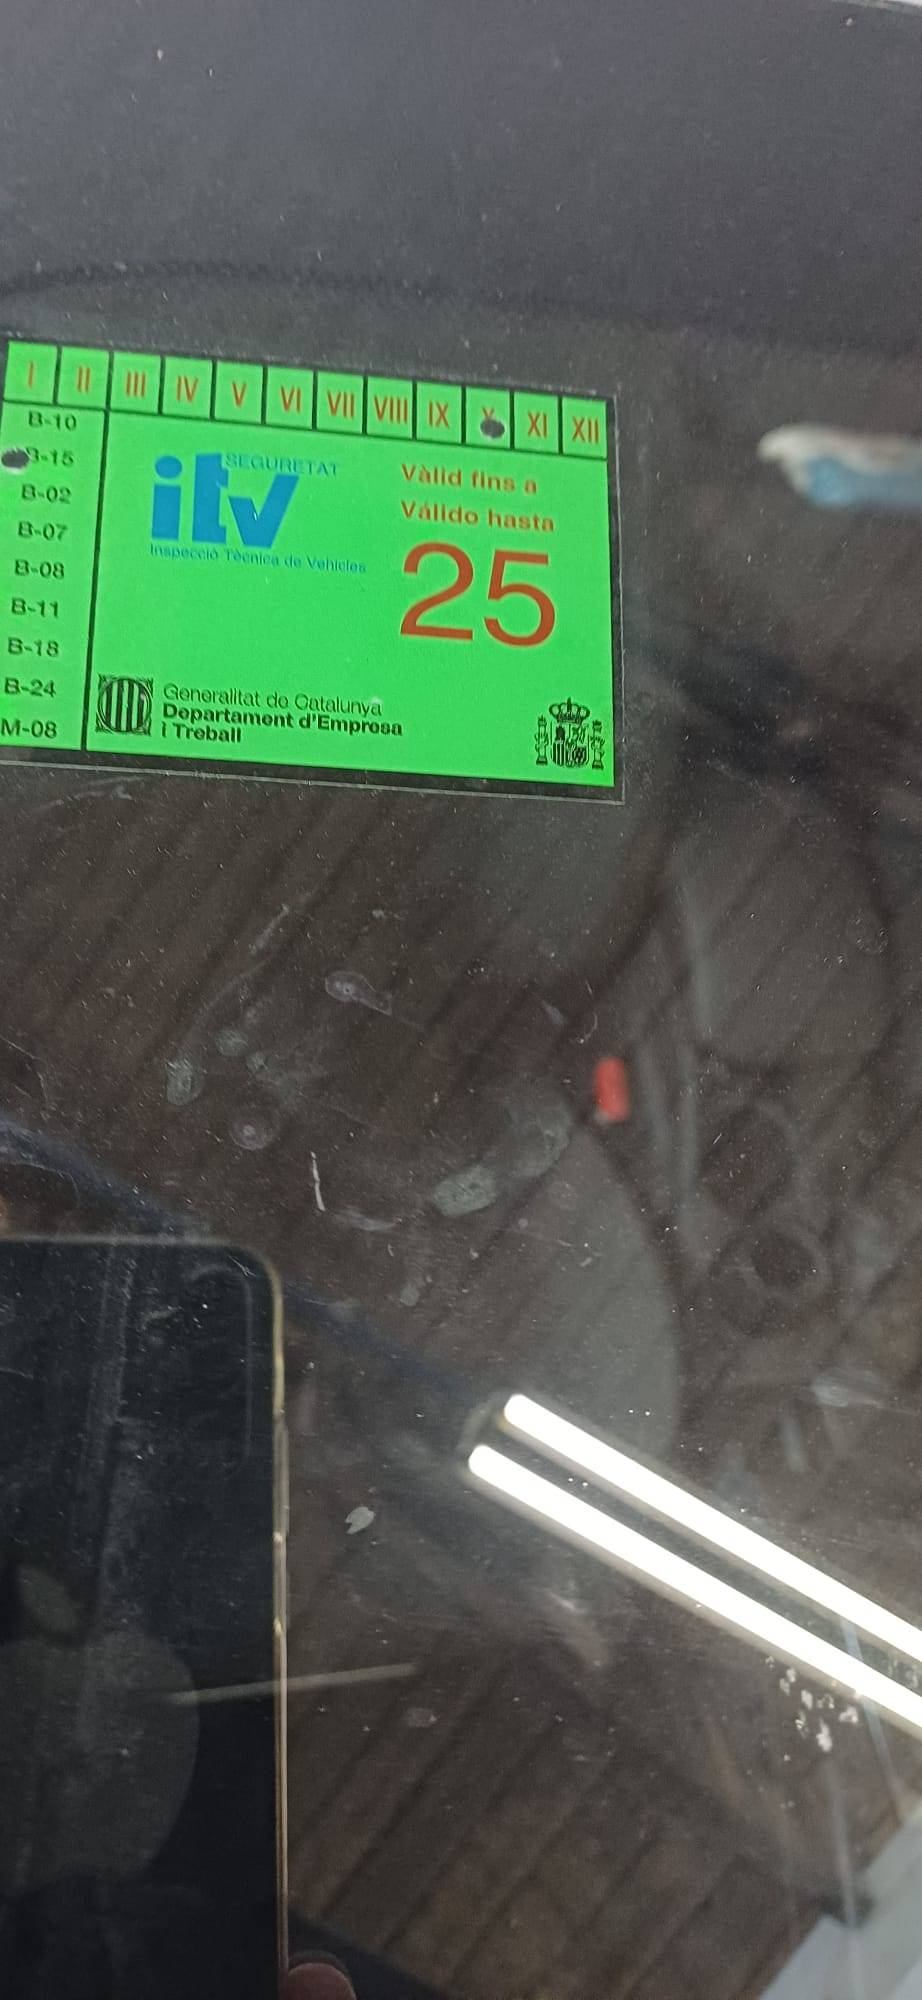 I II III IV V VI VII VIII IX X XI XII
B-10
B-15
B-02
B-07
B-08
B-11
B-18
B-24
M-08
SEGURETAT
itv
Inspecció Tècnica de Vehicles
Vàlid fins a
Válido hasta
25
Generalitat de Catalunya
Departament d'Empresa
i Treball